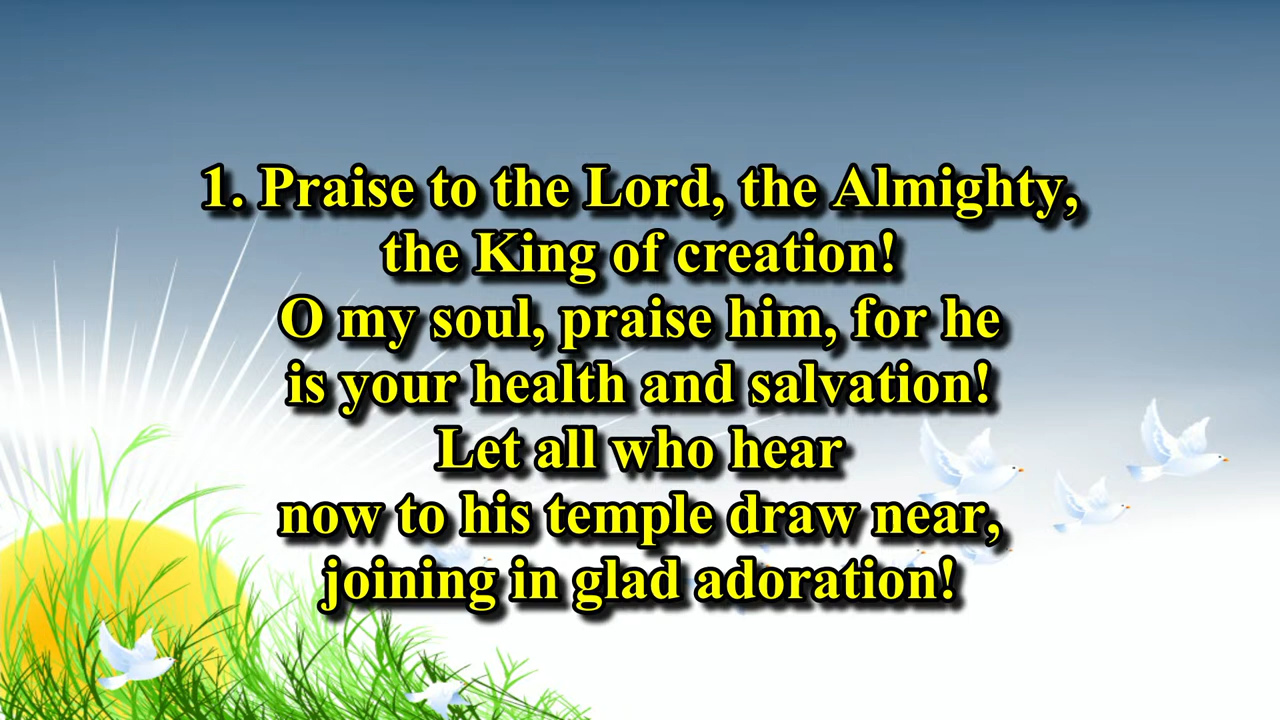 1. Praise to the Lord, the Almighty,
the King of creation!
O my soul, praise him, for he
is your health and salvation!
Let all who hear
now to his temple draw near,
joining in glad adoration!